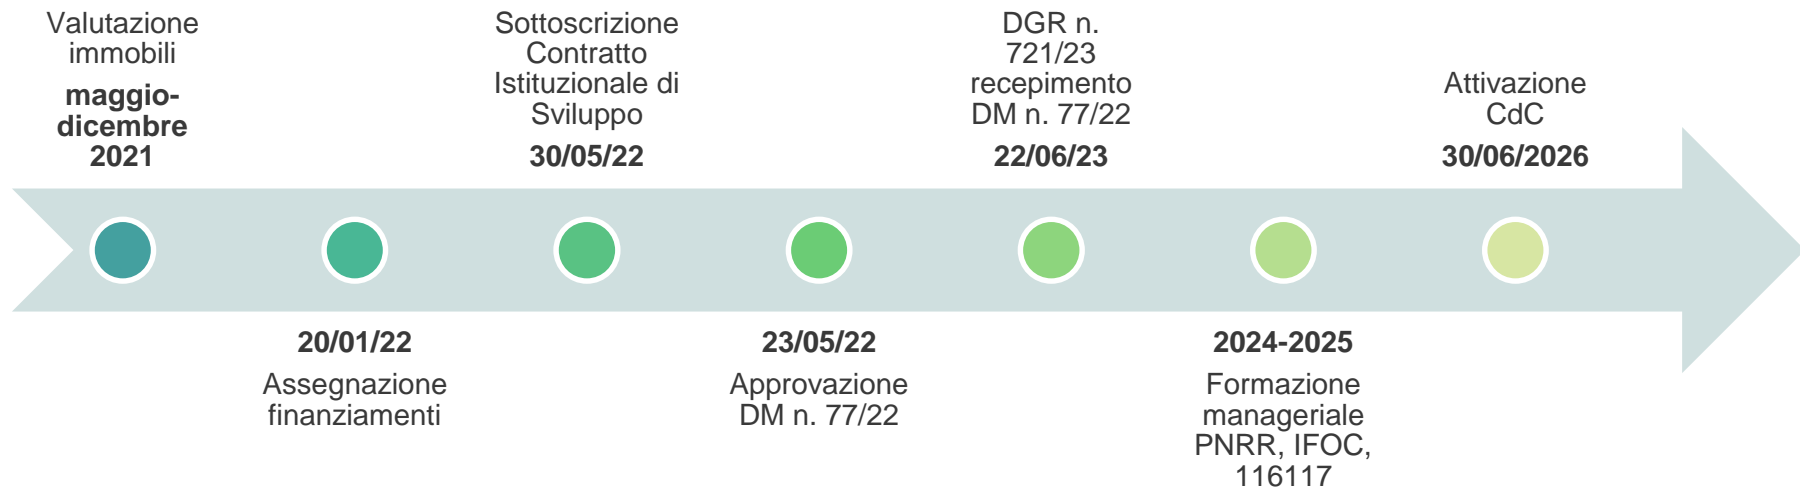 Valutazione
immobili
maggio-
dicembre
2021
20/01/22
Assegnazione
finanziamenti
Sottoscrizione
Contratto
Istituzionale di
Sviluppo
30/05/22
23/05/22
Approvazione
DM n. 77/22
DGR n.
721/23
recepimento
DM n. 77/22
22/06/23
2024-2025
Formazione
manageriale
PNRR, IFOC,
116117
Attivazione
CdC
30/06/2026